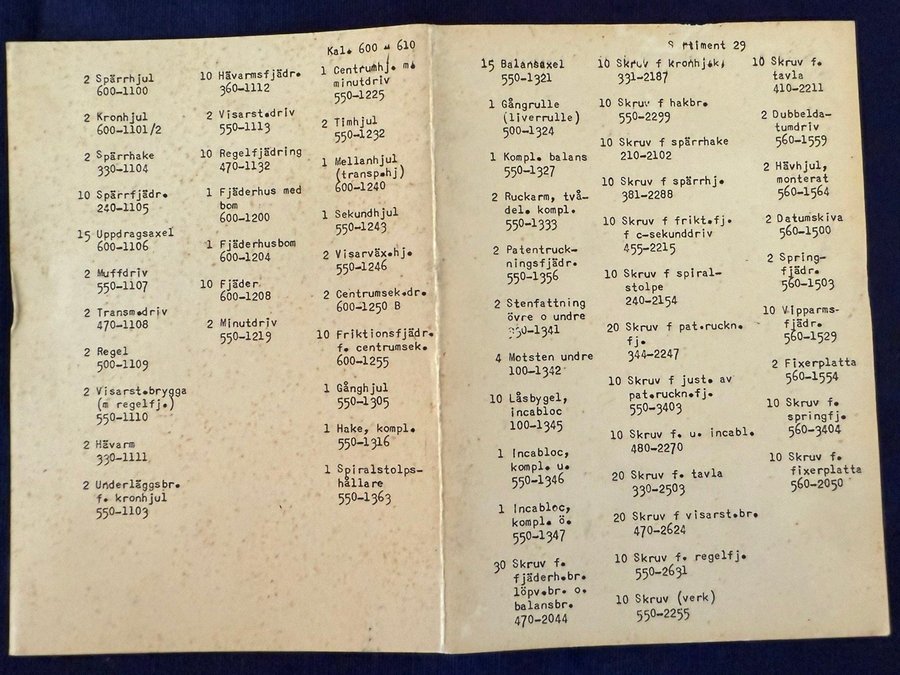 Kal. 600 - 610
2 Spärrhjul
600-1100
2 Kronhjul
600-1101/2
2 Spärrhake
330-1104
10 Spärrfjädr.
240-1105
15 Uppdragsaxel
600-1106
2 Muffdriv
550-1107
2 Transm.driv
470-1108
2 Regel
500-1109
2 Visarst.brygga
(m regelfj.)
550-1110
2 Hävarm
330-1111
2 Underläggsbr.
f. kronhjul
550-1103
10 Hävarmsfjädr.
360-1112
2 Visarst.driv
550-1113
10 Regelfjädring
470-1132
1 Fjäderhus med
bom
600-1200
1 Fjäderhusbom
600-1204
10 Fjäder
600-1208
2 Minutdriv
550-1219
1 Centrumhj. m.
minutdriv
550-1225
2 Timhjul
550-1232
1 Mellanhjul
(transp.hj)
600-1240
1 Sekundhjul
550-1243
2 Visarväx.hj.
550-1246
2 Centrumsek.dr.
600-1250 B
10 Friktionsfjädr.
f. centrumsek.
600-1255
1 Gånghjul
550-1305
1 Hake, kompl.
550-1316
1 Spiralstolps-
hållare
550-1363
29
15 Balansaxel
550-1321
1 Gångrulle
(liverrulle)
500-1324
1 Kompl. balans
550-1327
2 Ruckarm, två-
del. kompl.
550-1333
2 Patentruck-
ningsfjädr.
550-1356
2 Stenfattning
övre o undre
4 Motsten undre
100-1342
10 Låsbygel,
incabloc
100-1345
1 Incabloc,
kompl. u.
550-1346
1 Incabloc,
kompl. ö.
550-1347
30 Skruv f.
fjäderh.br.
löpv.br. o.
balansbr.
470-2044
10 Skruv f kronhjul
331-2187
10 Skruv f hakbr.
550-2299
10 Skruv f spärrhake
210-2102
10 Skruv f spärrhj.
381-2288
10 Skruv f frikt.fj.
f c-sekunddriv
455-2215
10 Skruv f spiral-
stolpe
240-2154
20 Skruv f pat.ruckn.
fj.
344-2247
10 Skruv f just. av
pat.ruckn.fj.
550-3403
10 Skruv f. u. incabl.
480-2270
20 Skruv f. tavla
330-2503
20 Skruv f visarst.br.
470-2624
10 Skruv f. regelfj.
550-2631
10 Skruv (verk)
550-2255
10 Skruv f.
tavla
410-2211
2 Dubbelda-
tumdriv
560-1559
2 Hävhjul,
monterat
560-1564
2 Datumskiva
560-1500
2 Spring-
fjädr.
560-1503
10 Vipparms-
fjädr.
560-1529
2 Fixerplatta
560-1554
10 Skruv f.
springfj.
560-3404
10 Skruv f.
fixerplatta
560-2050